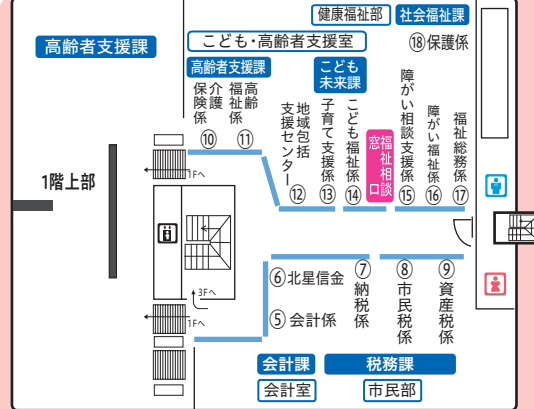 健康福祉部
社会福祉課
高齢者支援課
こども・高齢者支援室
⑱保護係
高齢者支援課
こども
未来課
介護
保険係
⑩
高齢
福祉係
⑪
地域包括
支援センター
⑫
子育て支援係
⑬
こども福祉係
⑭
福祉相談
窓口
障がい相談支援係
⑮
障がい福祉係
⑯
福祉総務係
⑰
1Fへ
1階上部
3Fへ
1Fへ
⑥北星信金
⑤会計係
⑦
納税係
⑧
市民税係
⑨
資産税係
会計課
税務課
会計室
市民部